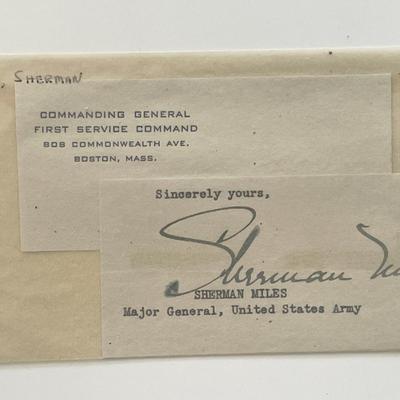 , SHERMAN
COMMANDING GENERAL
FIRST SERVICE COMMAND
808 COMMONWEALTH AVE.
BOSTON, MASS.
Sincerely yours,
Sherman
SHERMAN MILES
Major General, United States Army